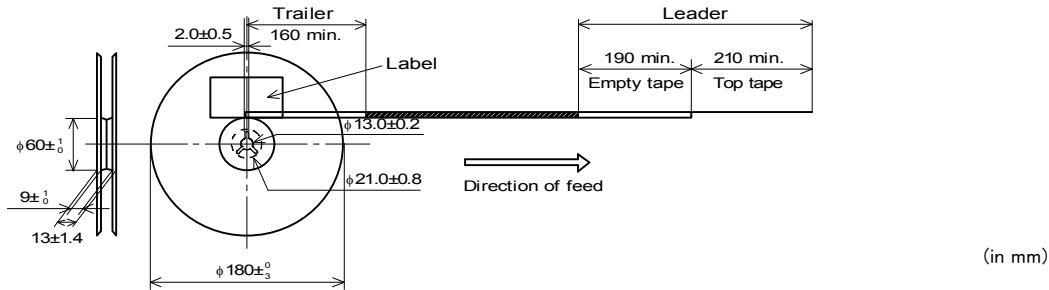 Trailer
Leader
2.0±0.5
160 min.
190 min.
210 min.
Label
Empty tape
Top tape
φ13.0±0.2
φ60±¹₀
φ21.0±0.8
Direction of feed
9±¹₀
13±1.4
φ180±⁰₃
(in mm)